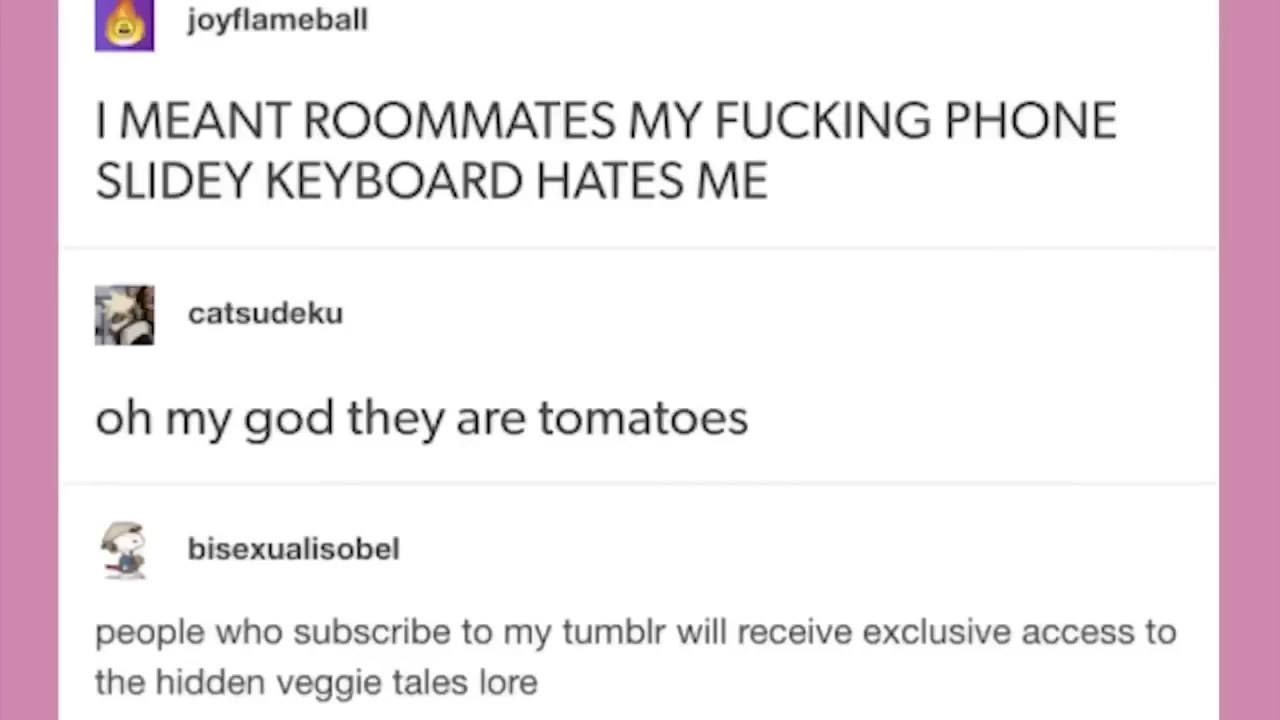 joyflameball
I MEANT ROOMMATES MY FUCKING PHONE
SLIDEY KEYBOARD HATES ME
catsudeku
oh my god they are tomatoes
bisexualisobel
people who subscribe to my tumblr will receive exclusive access to
the hidden veggie tales lore